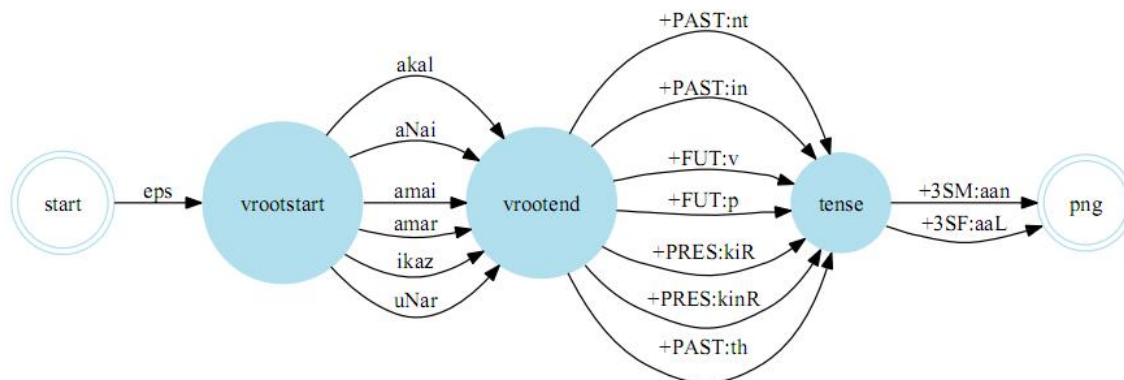 start
eps
vrootstart
akal
aNai
amai
amar
ikaz
uNar
vrootend
+PAST:nt
+PAST:in
+FUT:v
+FUT:p
+PRES:kiR
+PRES:kinR
+PAST:th
tense
+3SM:aan
+3SF:aaL
png